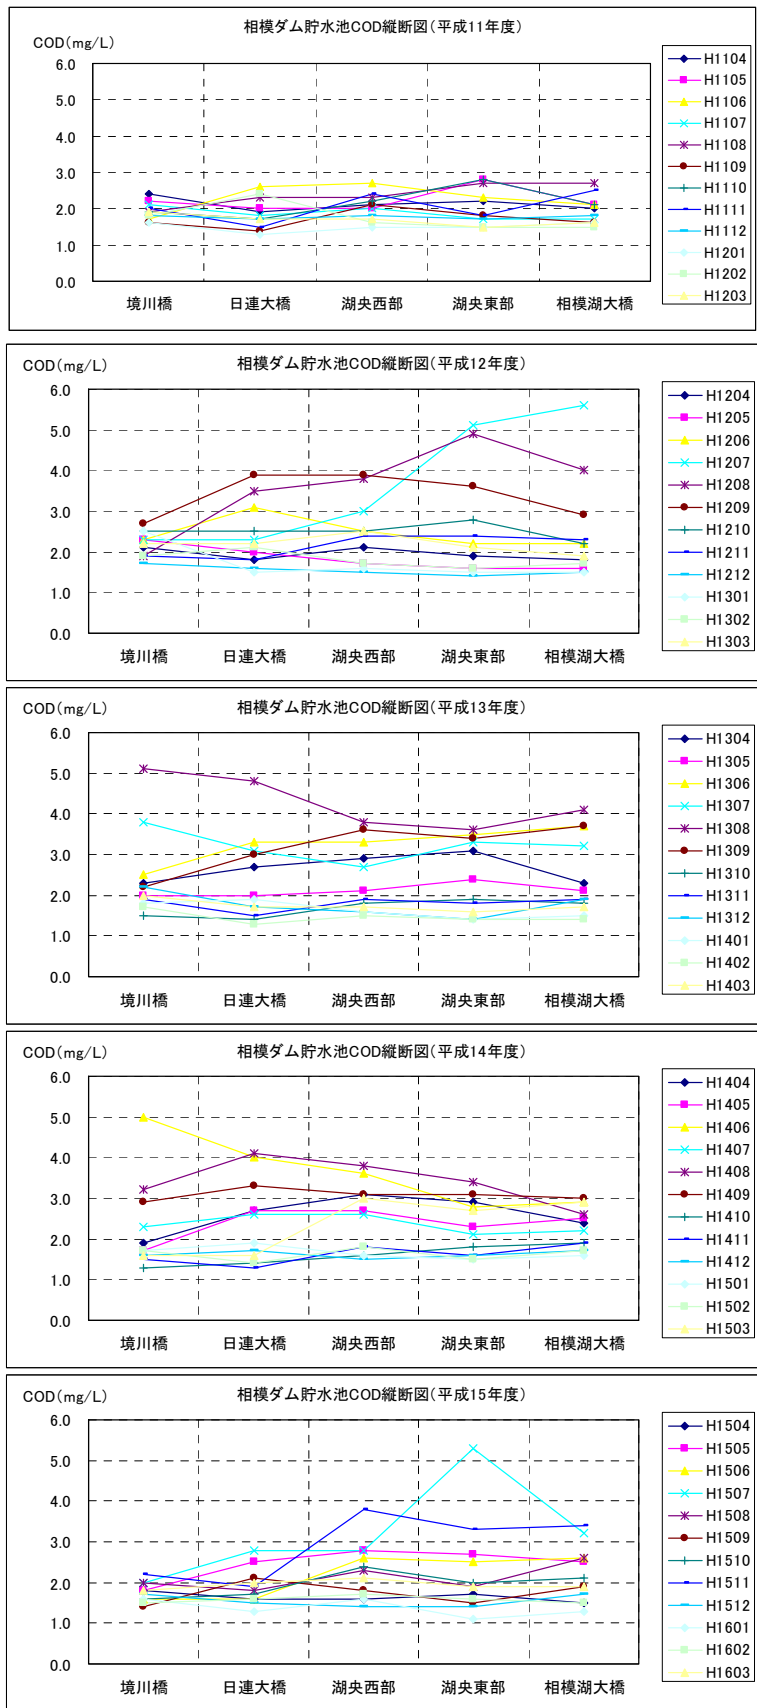 相模ダム貯水池COD縦断図(平成11年度)
COD(mg/L)
6.0
5.0
4.0
3.0
2.0
1.0
0.0
境川橋 日連大橋 湖央西部 湖央東部 相模湖大橋
H1104
H1105
H1106
H1107
H1108
H1109
H1110
H1111
H1112
H1201
H1202
H1203
相模ダム貯水池COD縦断図(平成12年度)
COD(mg/L)
6.0
5.0
4.0
3.0
2.0
1.0
0.0
境川橋 日連大橋 湖央西部 湖央東部 相模湖大橋
H1204
H1205
H1206
H1207
H1208
H1209
H1210
H1211
H1212
H1301
H1302
H1303
相模ダム貯水池COD縦断図(平成13年度)
COD(mg/L)
6.0
5.0
4.0
3.0
2.0
1.0
0.0
境川橋 日連大橋 湖央西部 湖央東部 相模湖大橋
H1304
H1305
H1306
H1307
H1308
H1309
H1310
H1311
H1312
H1401
H1402
H1403
相模ダム貯水池COD縦断図(平成14年度)
COD(mg/L)
6.0
5.0
4.0
3.0
2.0
1.0
0.0
境川橋 日連大橋 湖央西部 湖央東部 相模湖大橋
H1404
H1405
H1406
H1407
H1408
H1409
H1410
H1411
H1412
H1501
H1502
H1503
相模ダム貯水池COD縦断図(平成15年度)
COD(mg/L)
6.0
5.0
4.0
3.0
2.0
1.0
0.0
境川橋 日連大橋 湖央西部 湖央東部 相模湖大橋
H1504
H1505
H1506
H1507
H1508
H1509
H1510
H1511
H1512
H1601
H1602
H1603